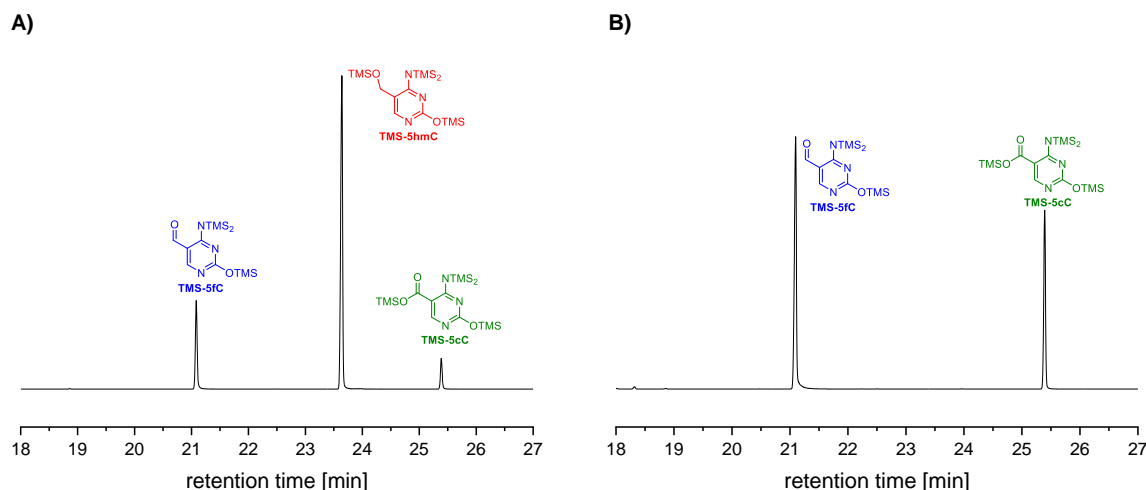 A)
TMSO
NTMS2
N
N
OTMS
TMS-5hmC
O
NTMS2
N
N
OTMS
TMS-5fC
O
TMSO
NTMS2
N
N
OTMS
TMS-5cC
18 19 20 21 22 23 24 25 26 27
retention time [min]
B)
O
NTMS2
N
N
OTMS
TMS-5fC
O
TMSO
NTMS2
N
N
OTMS
TMS-5cC
18 19 20 21 22 23 24 25 26 27
retention time [min]